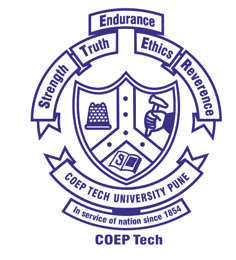 Endurance
Truth
Ethics
Strength
Reverence
COEP TECH UNIVERSITY PUNE
In service of nation since 1854
COEP Tech